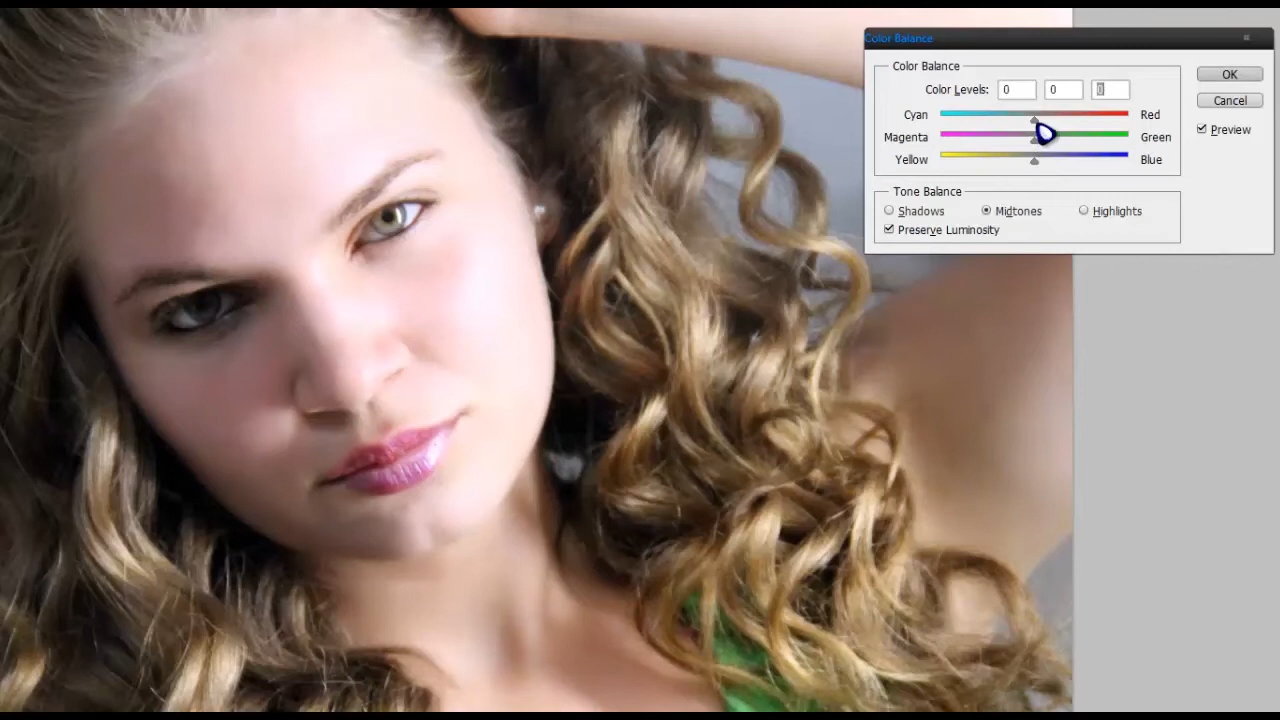 Color Balance
Color Balance
Color Levels: 0 0 0
OK
Cyan Red
Cancel
Magenta Green
Preview
Yellow Blue
Tone Balance
Shadows Midtones Highlights
Preserve Luminosity